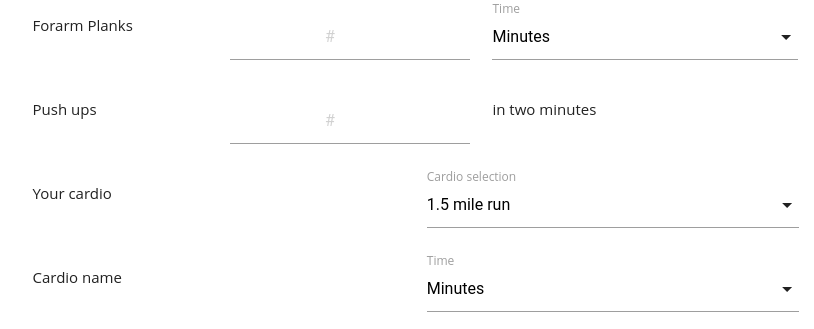 Time
Forarm Planks # Minutes
Push ups # in two minutes
Cardio selection
Your cardio 1.5 mile run
Time
Cardio name Minutes